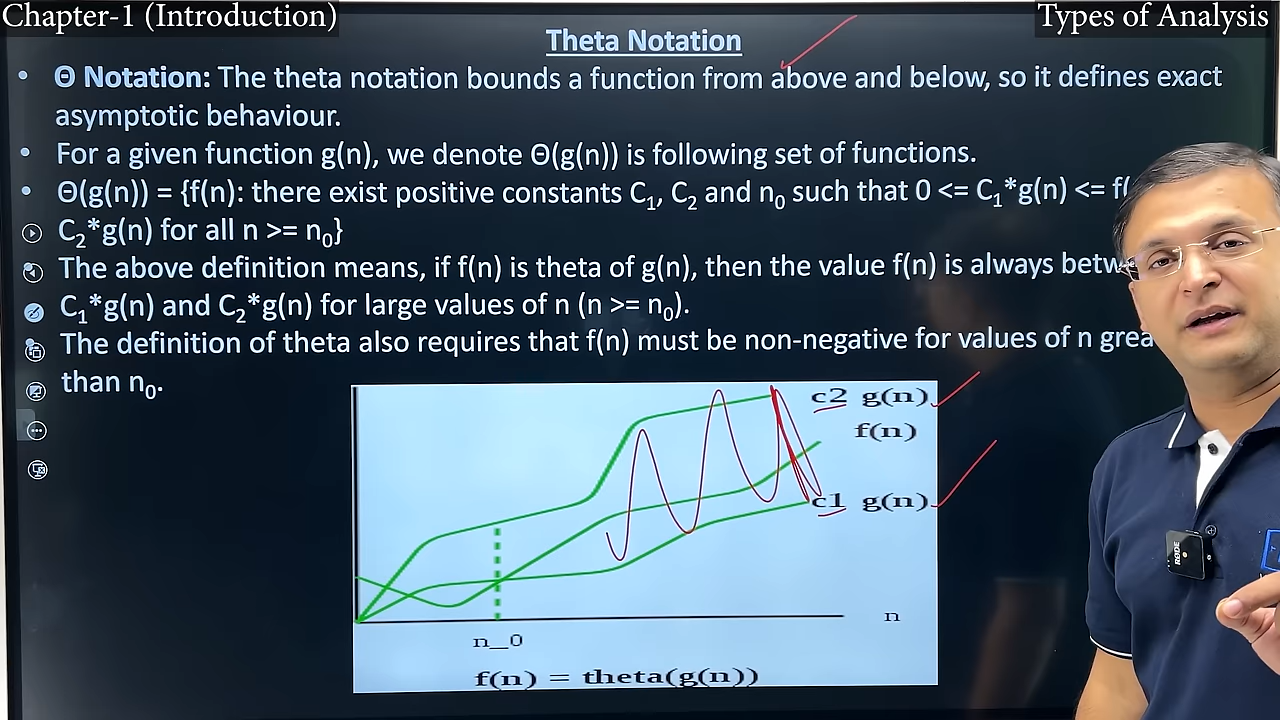 Chapter-1 (Introduction)
Types of Analysis
Theta Notation
• Θ Notation: The theta notation bounds a function from above and below, so it defines exact
asymptotic behaviour.
• For a given function g(n), we denote Θ(g(n)) is following set of functions.
• Θ(g(n)) = {f(n): there exist positive constants C₁, C₂ and n₀ such that 0 <= C₁*g(n) <= f(
C₂*g(n) for all n >= n₀}
The above definition means, if f(n) is theta of g(n), then the value f(n) is always betw
C₁*g(n) and C₂*g(n) for large values of n (n >= n₀).
The definition of theta also requires that f(n) must be non-negative for values of n grea
than n₀.
c2 g(n)
f(n)
c1 g(n)
n
n_0
f(n) = theta(g(n))
RODE